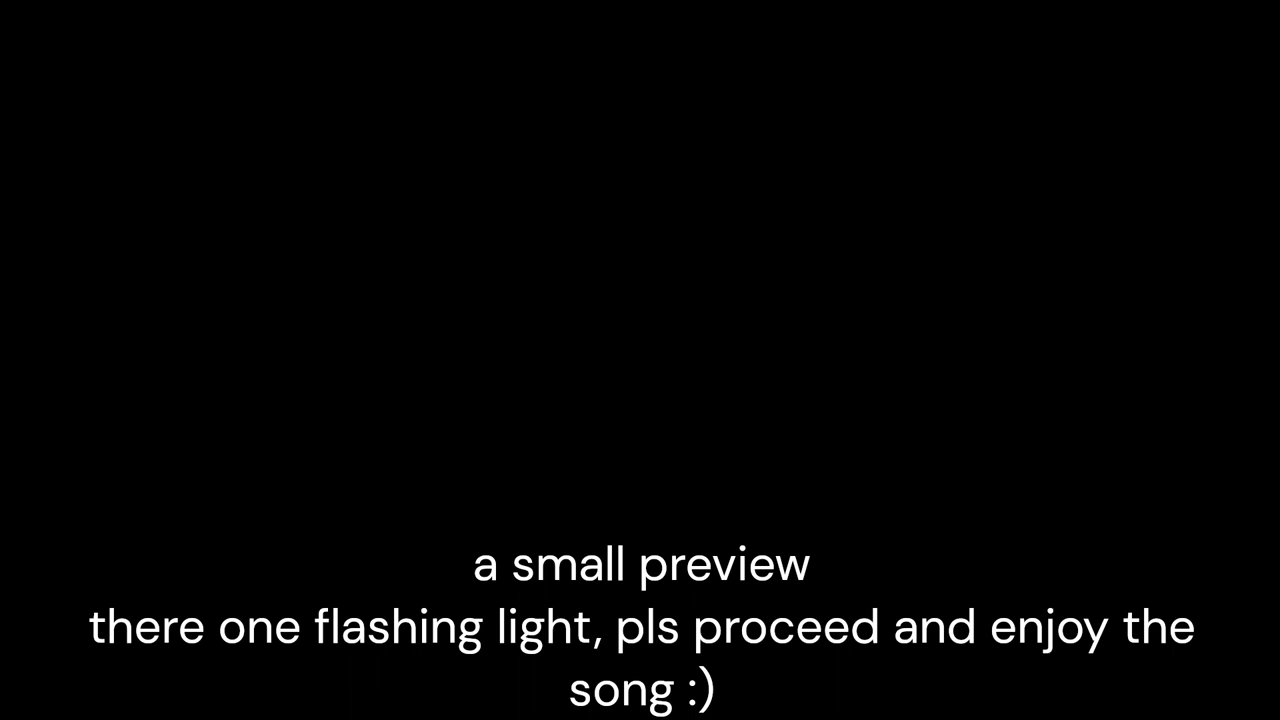 a small preview
there one flashing light, pls proceed and enjoy the
song :)